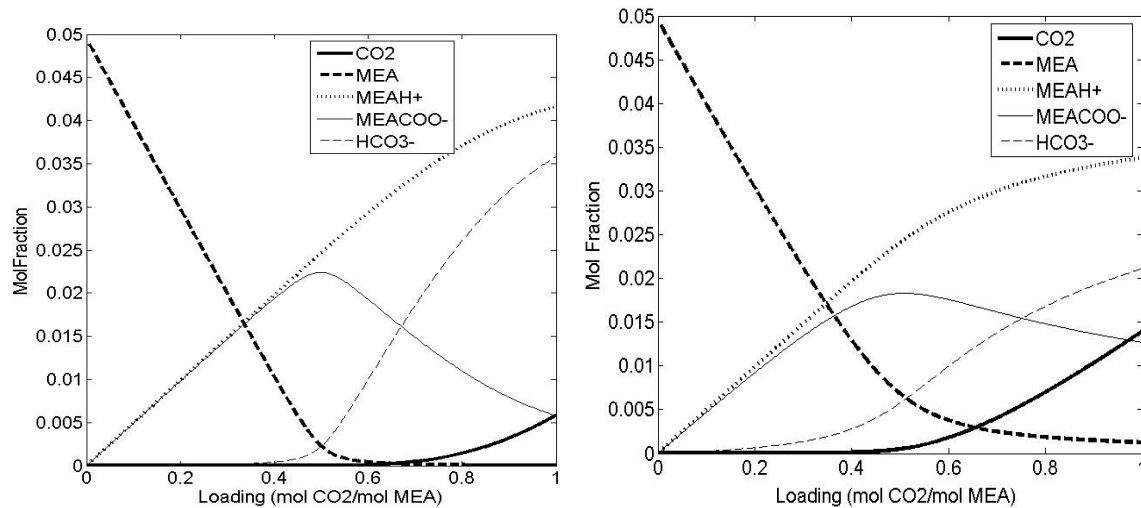 0.05
0.045
0.04
0.035
0.03
0.025
0.02
0.015
0.01
0.005
0
MolFraction
CO2
MEA
MEAH+
MEACOO-
HCO3-
0 0.2 0.4 0.6 0.8 1
Loading (mol CO2/mol MEA)
0.05
0.045
0.04
0.035
0.03
0.025
0.02
0.015
0.01
0.005
0
Mol Fraction
CO2
MEA
MEAH+
MEACOO-
HCO3-
0 0.2 0.4 0.6 0.8 1
Loading (mol CO2/mol MEA)